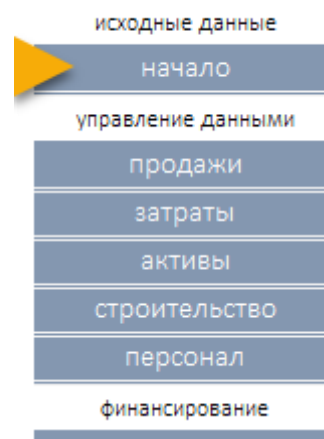 исходные данные
начало
управление данными
продажи
затраты
активы
строительство
персонал
финансирование